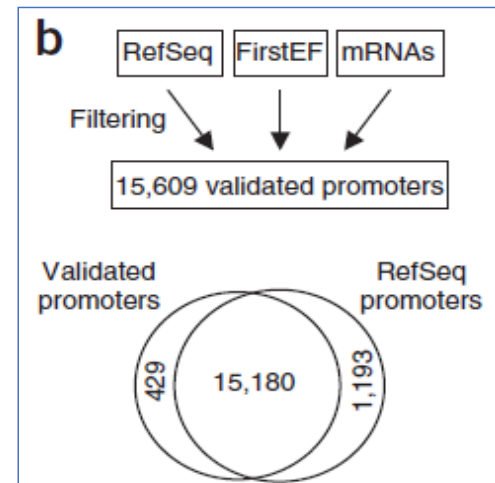 b
RefSeq FirstEF mRNAs
Filtering
15,609 validated promoters
Validated
promoters
RefSeq
promoters
429
15,180
1,193